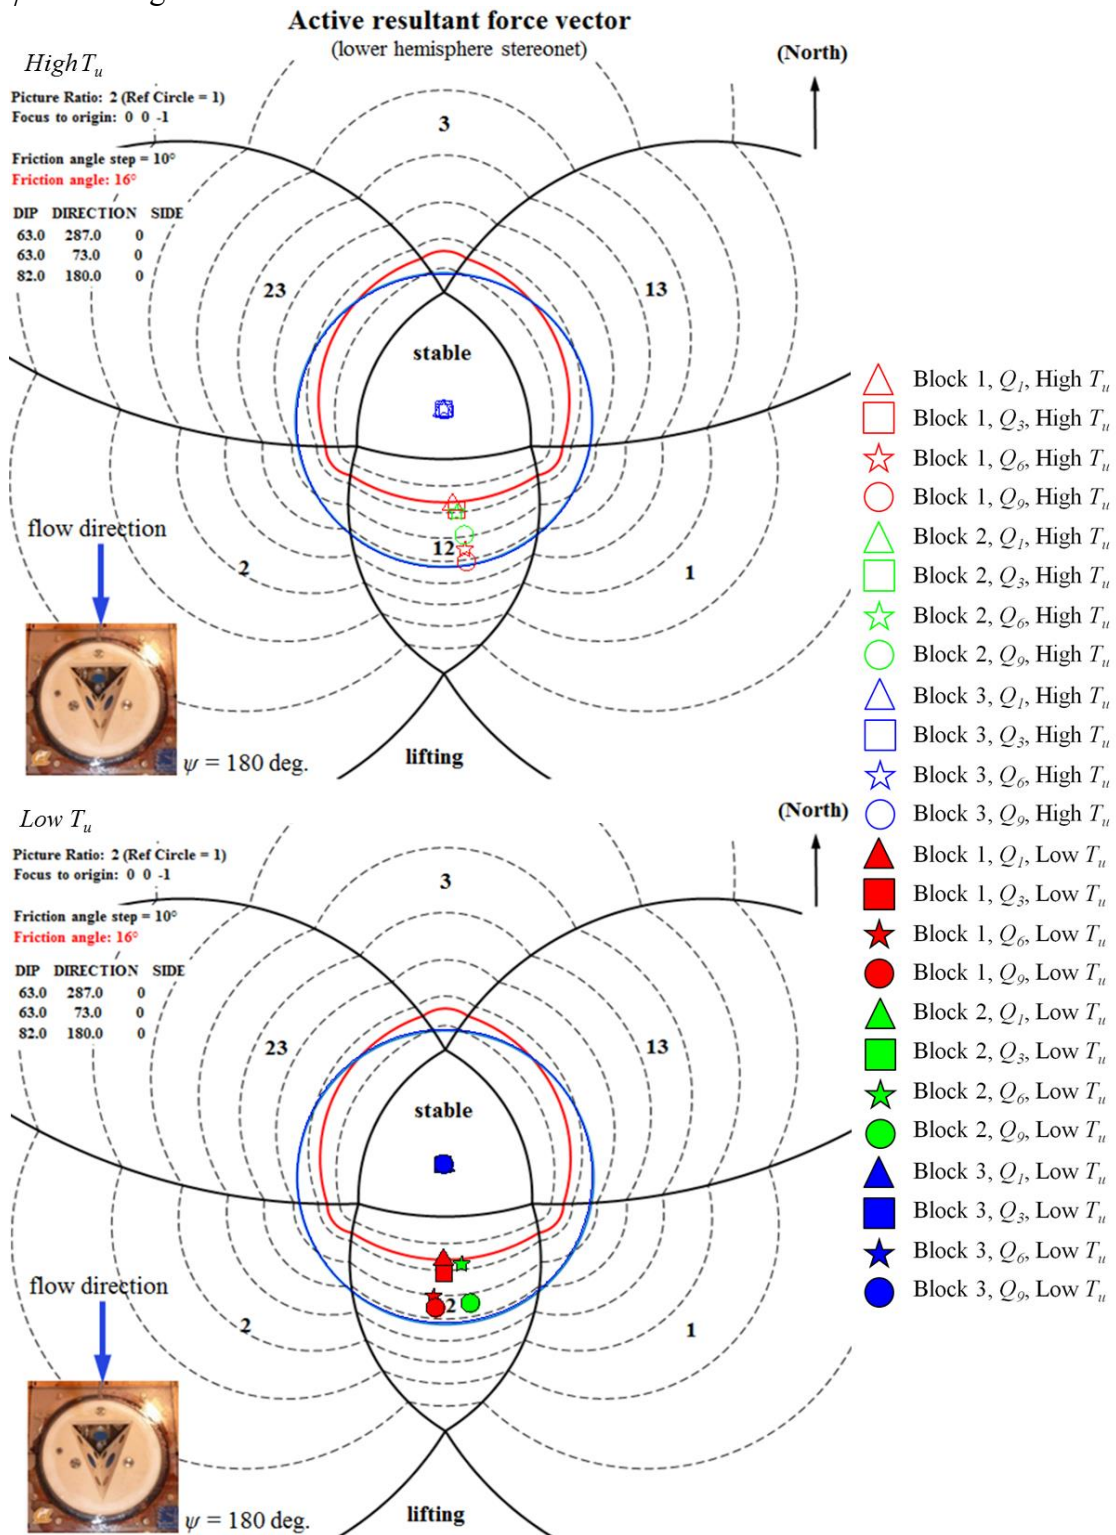 Active resultant force vector
(lower hemisphere stereonet)
High Tu
(North)
Picture Ratio: 2 (Ref Circle = 1)
Focus to origin: 0 0 -1
3
Friction angle step = 10°
Friction angle: 16°
DIP DIRECTION SIDE
63.0 287.0 0
63.0 73.0 0
82.0 180.0 0
23
13
stable
flow direction
12
2
1
ψ = 180 deg.
lifting
Low Tu
(North)
Picture Ratio: 2 (Ref Circle = 1)
Focus to origin: 0 0 -1
3
Friction angle step = 10°
Friction angle: 16°
DIP DIRECTION SIDE
63.0 287.0 0
63.0 73.0 0
82.0 180.0 0
23
13
stable
flow direction
2
2
1
ψ = 180 deg.
lifting
Block 1, Q1, High Tu
Block 1, Q3, High Tu
Block 1, Q6, High Tu
Block 1, Q9, High Tu
Block 2, Q1, High Tu
Block 2, Q3, High Tu
Block 2, Q6, High Tu
Block 2, Q9, High Tu
Block 3, Q1, High Tu
Block 3, Q3, High Tu
Block 3, Q6, High Tu
Block 3, Q9, High Tu
Block 1, Q1, Low Tu
Block 1, Q3, Low Tu
Block 1, Q6, Low Tu
Block 1, Q9, Low Tu
Block 2, Q1, Low Tu
Block 2, Q3, Low Tu
Block 2, Q6, Low Tu
Block 2, Q9, Low Tu
Block 3, Q1, Low Tu
Block 3, Q3, Low Tu
Block 3, Q6, Low Tu
Block 3, Q9, Low Tu